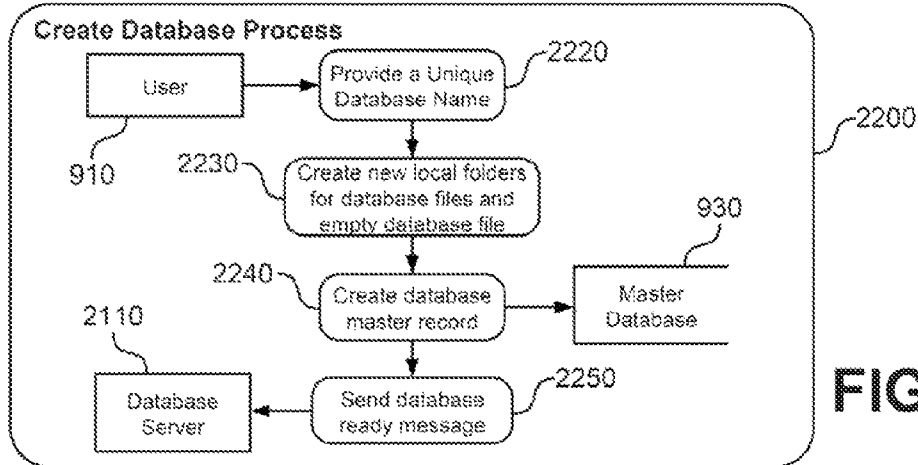 Create Database Process
User
Provide a Unique
Database Name
2220
2200
910
2230
Create new local folders
for database files and
empty database file
930
2240
Create database
master record
Master
Database
2110
2250
Send database
ready message
Database
Server
FIG